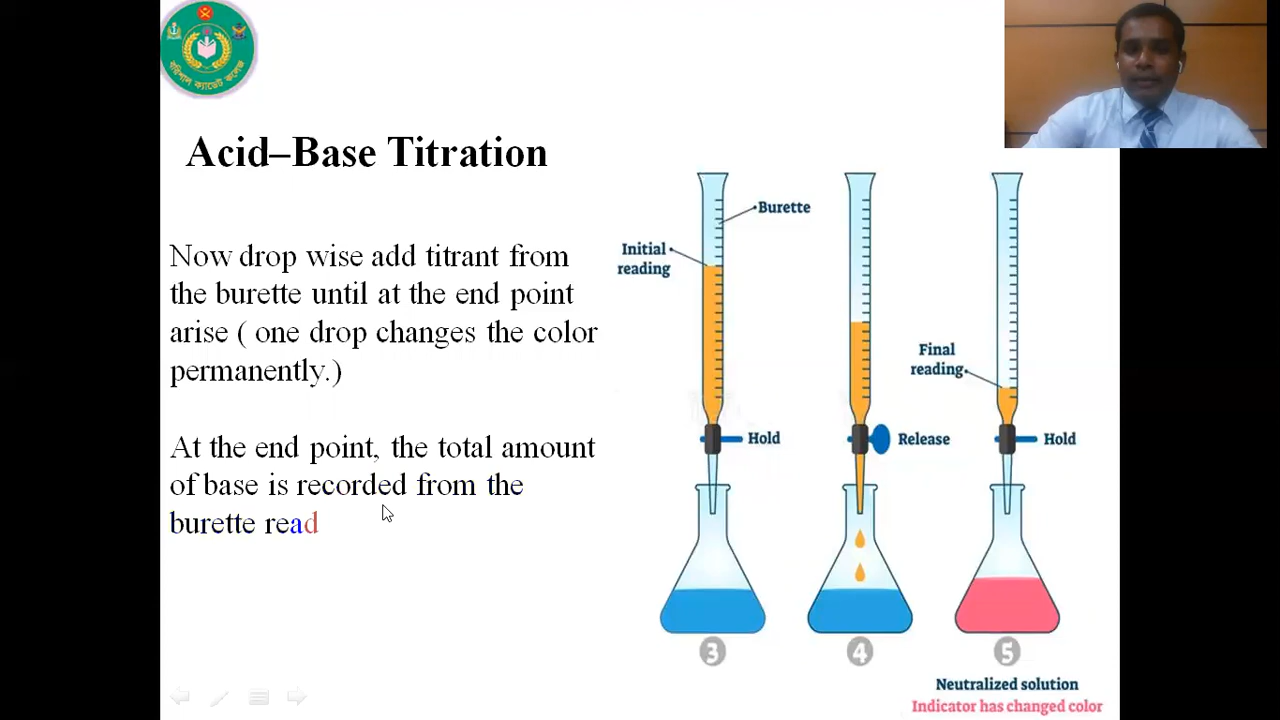 বরিশাল ক্যাডেট কলেজ
Acid–Base Titration
Now drop wise add titrant from
the burette until at the end point
arise ( one drop changes the color
permanently.)
At the end point, the total amount
of base is recorded from the
burette read
Burette
Initial
reading
Final
reading
Hold
Release
Hold
3
4
5
Neutralized solution
Indicator has changed color